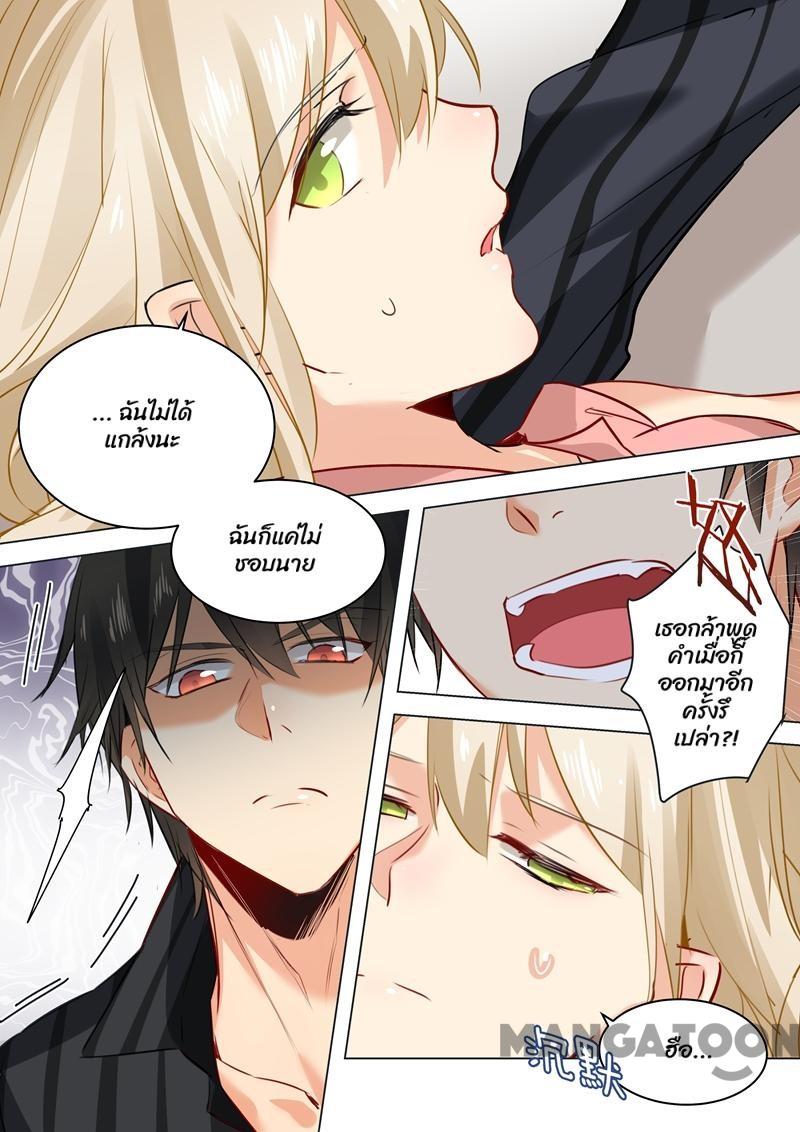 ... ฉันไม่ได้
แกล้งนะ
ฉันก็แค่ไม่
ชอบนาย
怒
เธอกล้าพูด
คำเมื่อกี้
ออกมาอีก
ครั้งรึ
เปล่า?!
ฮือ...
沉默
MANGATOON